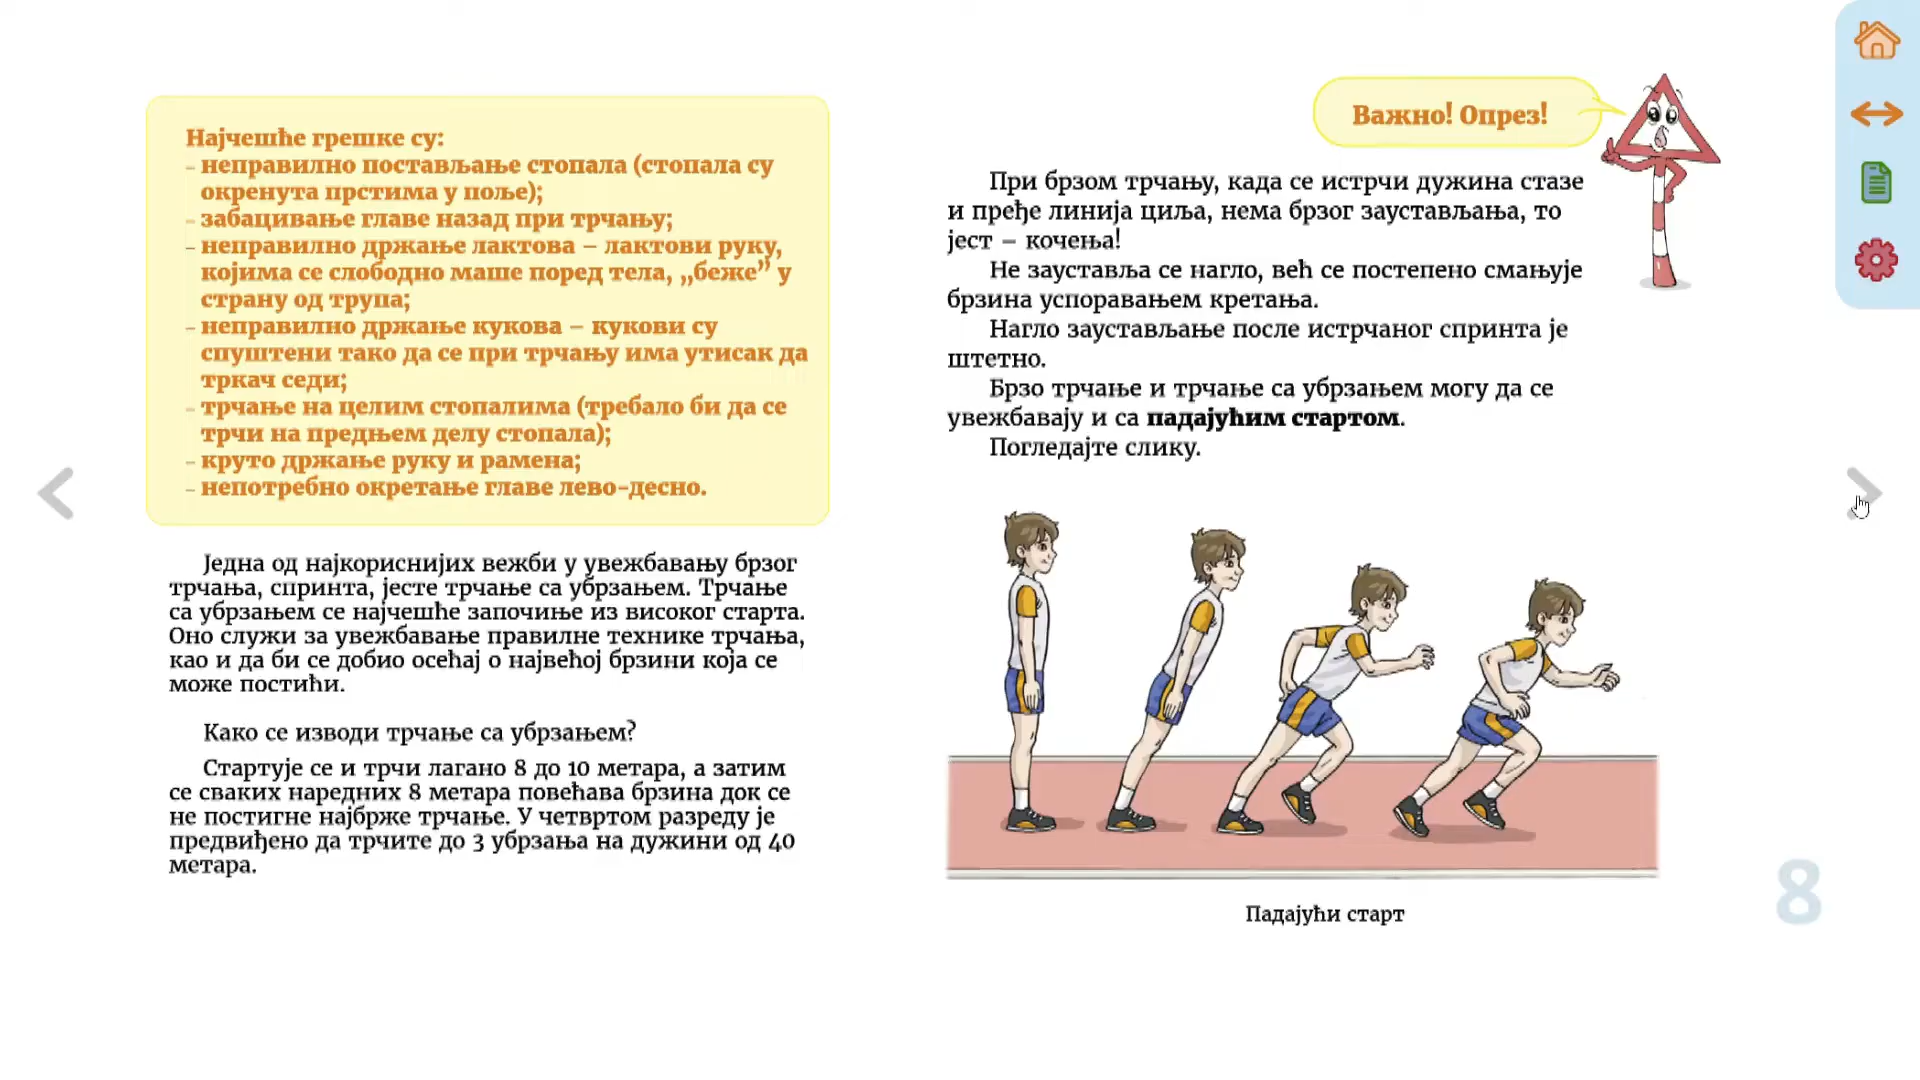 Најчешће грешке су:
– неправилно постављање стопала (стопала су
окренута прстима у поље);
– забацивање главе назад при трчању;
– неправилно држање лактова – лактови руку,
којима се слободно маше поред тела, „беже” у
страну од трупа;
– неправилно држање кукова – кукови су
спуштени тако да се при трчању има утисак да
тркач седи;
– трчање на целим стопалима (требало би да се
трчи на предњем делу стопала);
– круто држање руку и рамена;
– непотребно окретање главе лево-десно.
Једна од најкориснијих вежби у увежбавању брзог
трчања, спринта, јесте трчање са убрзањем. Трчање
са убрзањем се најчешће започиње из високог старта.
Оно служи за увежбавање правилне технике трчања,
као и да би се добио осећај о највећој брзини која се
може постићи.
Како се изводи трчање са убрзањем?
Стартује се и трчи лагано 8 до 10 метара, а затим
се сваких наредних 8 метара повећава брзина док се
не постигне најбрже трчање. У четвртом разреду је
предвиђено да трчите до 3 убрзања на дужини од 40
метара.
Важно! Опрез!
При брзом трчању, када се истрчи дужина стазе
и пређе линија циља, нема брзог заустављања, то
јест – кочења!
Не зауставља се нагло, већ се постепено смањује
брзина успоравањем кретања.
Нагло заустављање после истрчаног спринта је
штетно.
Брзо трчање и трчање са убрзањем могу да се
увежбавају и са падајућим стартом.
Погледајте слику.
Падајући старт
8